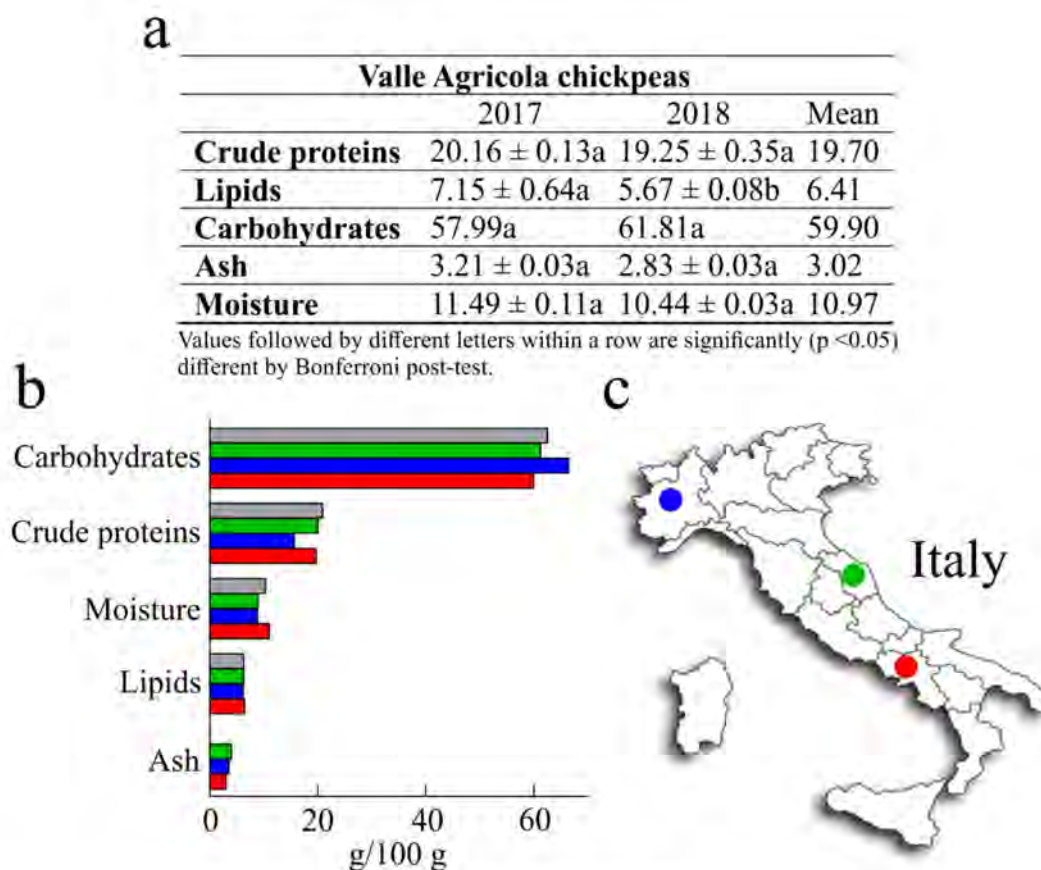 a
Valle Agricola chickpeas
2017 2018 Mean
Crude proteins 20.16 ± 0.13a 19.25 ± 0.35a 19.70
Lipids 7.15 ± 0.64a 5.67 ± 0.08b 6.41
Carbohydrates 57.99a 61.81a 59.90
Ash 3.21 ± 0.03a 2.83 ± 0.03a 3.02
Moisture 11.49 ± 0.11a 10.44 ± 0.03a 10.97
Values followed by different letters within a row are significantly (p <0.05)
different by Bonferroni post-test.
b
Carbohydrates
Crude proteins
Moisture
Lipids
Ash
0 20 40 60
g/100 g
c
Italy